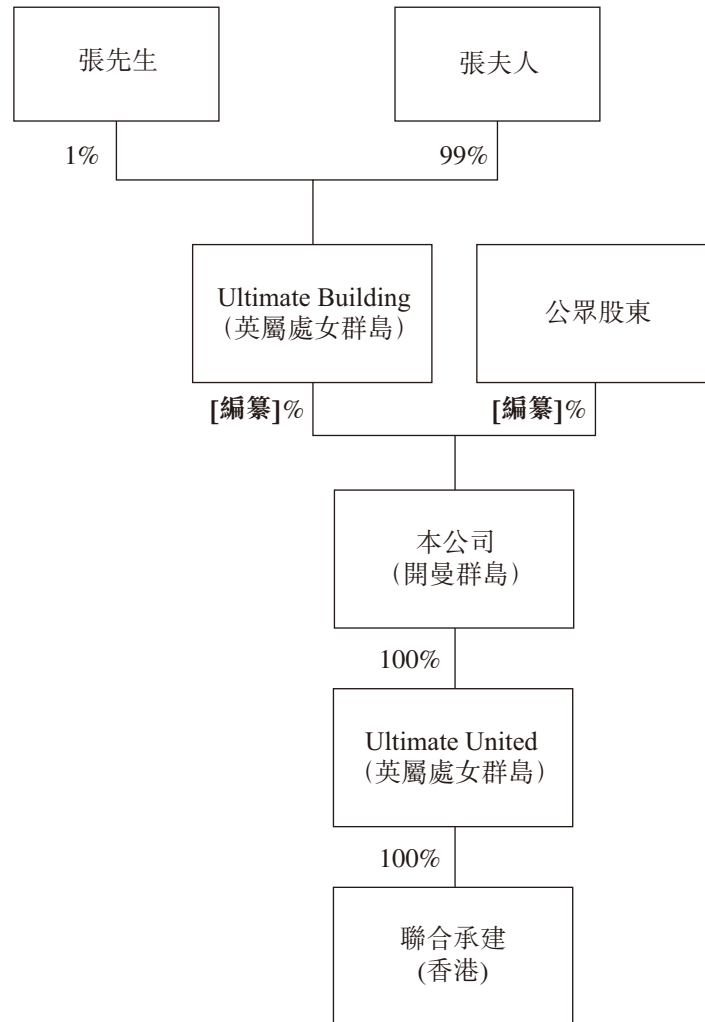 張先生
張夫人
1%
99%
Ultimate Building
（英屬處女群島）
公眾股東
[編纂]%
[編纂]%
本公司
（開曼群島）
100%
Ultimate United
（英屬處女群島）
100%
聯合承建
(香港)